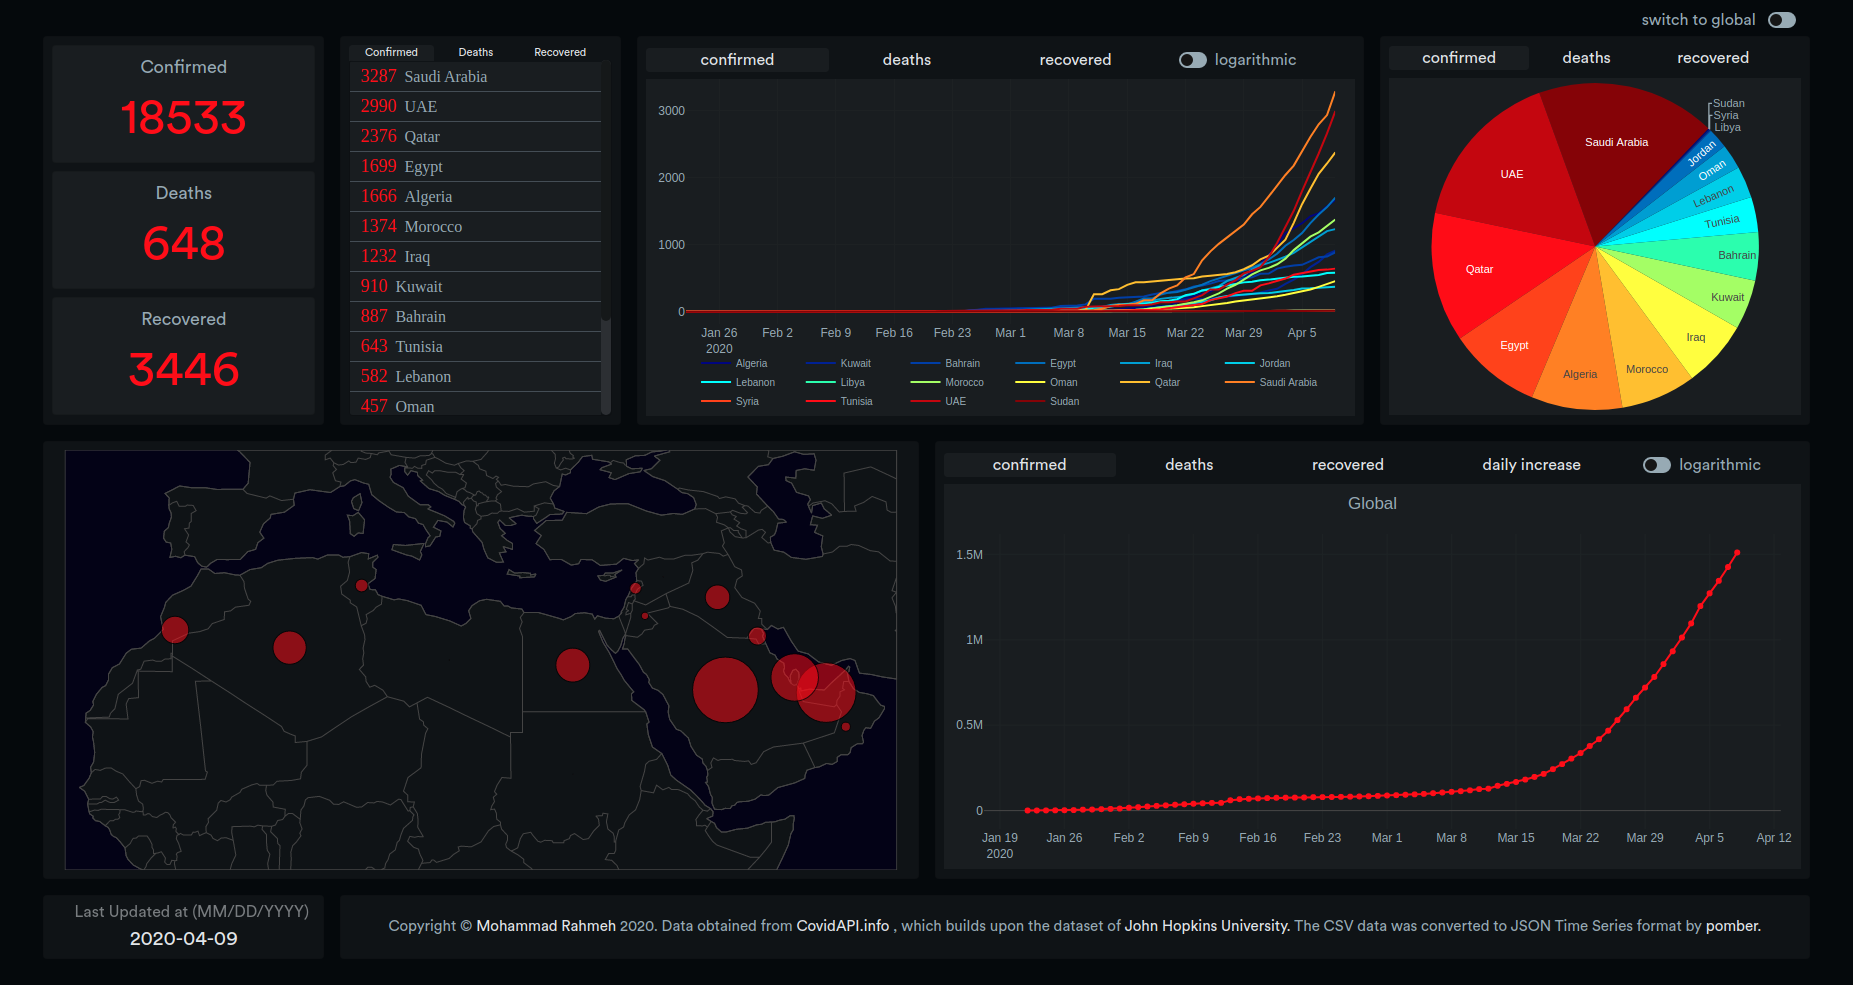 switch to global
Confirmed
18533
Deaths
648
Recovered
3446
Confirmed Deaths Recovered
3287 Saudi Arabia
2990 UAE
2376 Qatar
1699 Egypt
1666 Algeria
1374 Morocco
1232 Iraq
910 Kuwait
887 Bahrain
643 Tunisia
582 Lebanon
457 Oman
confirmed deaths recovered logarithmic
3000
2000
1000
0
Jan 26 Feb 2 Feb 9 Feb 16 Feb 23 Mar 1 Mar 8 Mar 15 Mar 22 Mar 29 Apr 5
2020
Algeria Kuwait Bahrain Egypt Iraq Jordan
Lebanon Libya Morocco Oman Qatar Saudi Arabia
Syria Tunisia UAE Sudan
confirmed deaths recovered
Sudan
Syria
Libya
Saudi Arabia
Jordan
Oman
UAE
Lebanon
Tunisia
Bahrain
Qatar
Kuwait
Iraq
Egypt
Morocco
Algeria
confirmed deaths recovered daily increase logarithmic
Global
1.5M
1M
0.5M
0
Jan 19 Jan 26 Feb 2 Feb 9 Feb 16 Feb 23 Mar 1 Mar 8 Mar 15 Mar 22 Mar 29 Apr 5 Apr 12
2020
Last Updated at (MM/DD/YYYY)
2020-04-09
Copyright © Mohammad Rahmeh 2020. Data obtained from CovidAPI.info , which builds upon the dataset of John Hopkins University. The CSV data was converted to JSON Time Series format by pomber.